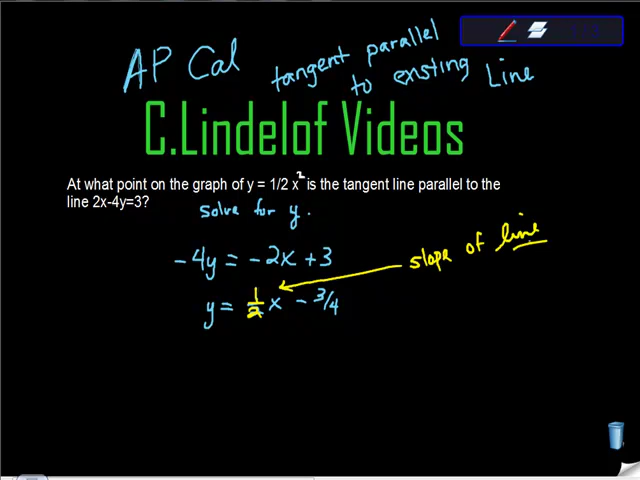 AP Cal tangent parallel
to existing Line
C.Lindelof Videos
At what point on the graph of y = 1/2 x² is the tangent line parallel to the
line 2x-4y=3?
solve for y.
-4y = -2x + 3
slope of line
y = 1/2 x - 3/4